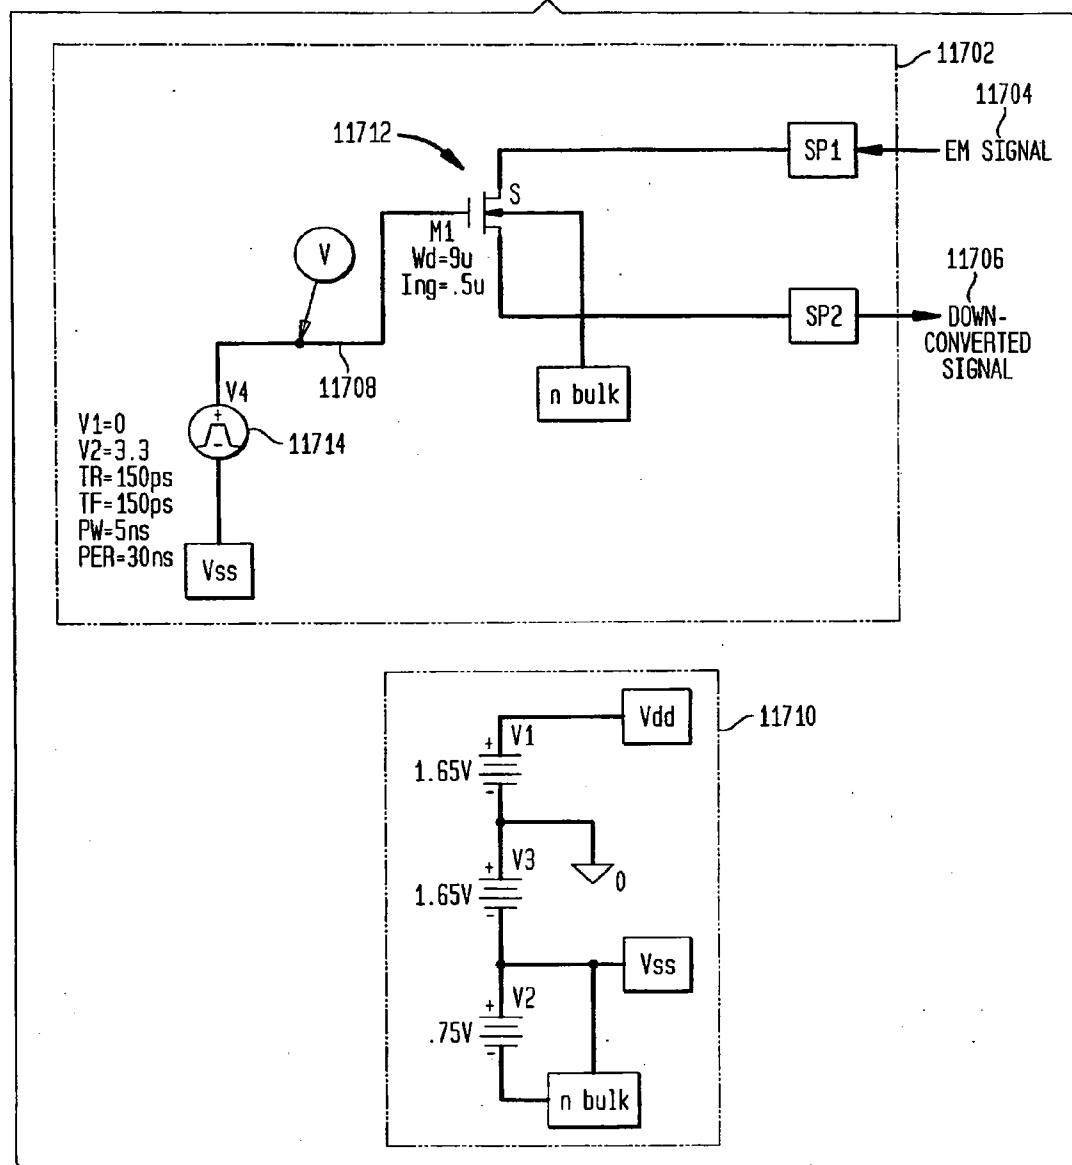 11702
11704
11712
SP1
EM SIGNAL
S
M1
Wd=9u
Ing=.5u
V
11706
SP2
DOWN-
CONVERTED
SIGNAL
11708
n bulk
V4
+
-
11714
V1=0
V2=3.3
TR=150ps
TF=150ps
PW=5ns
PER=30ns
Vss
Vdd
11710
+ V1
1.65V
-
+ V3
1.65V
-
0
Vss
+ V2
.75V
-
n bulk